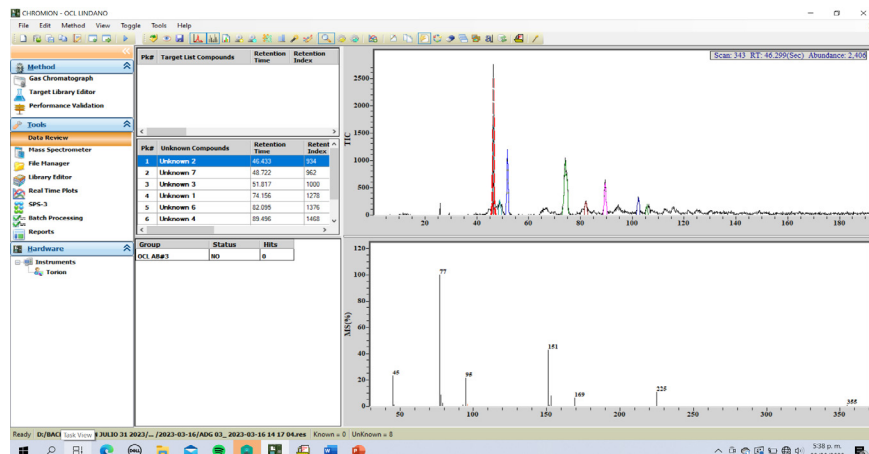 CHROMION - OCL LINDANO
File Edit Method View Toggle Tools Help
Method
Gas Chromatograph
Target Library Editor
Performance Validation
Tools
Data Review
Mass Spectrometer
File Manager
Library Editor
Real Time Plots
SPS-3
Batch Processing
Reports
Hardware
Instruments
Torion
Pk# Target List Compounds Retention Time Retention Index
Pk# Unknown Compounds Retention Time Retent Index
1 Unknown 2 46.433 934
2 Unknown 7 48.722 962
3 Unknown 3 51.817 1000
4 Unknown 1 74.156 1278
5 Unknown 6 82.095 1376
6 Unknown 4 89.496 1468
Group Status Hits
OCL AB#3 NO 0
Scan: 343 RT: 46.299(Sec) Abundance: 2,406
TIC
2500
2000
1500
1000
500
0
20 40 60 80 100 120 140 160 180
MS(%)
100
80
60
40
20
0
77
45
95
151
169
225
355
50 100 150 200 250 300 350
Ready D:/BACI Task View JULIO 31 2023/... /2023-03-16/ADG 03_ 2023-03-16 14 17 04.res Known = 0 UnKnown = 8
5:38 p. m.